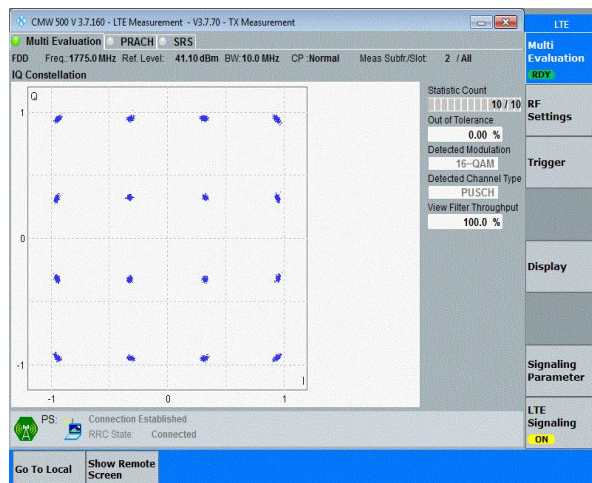 CMW 500 V 3.7.160 - LTE Measurement - V3.7.70 - TX Measurement
LTE
Multi Evaluation PRACH SRS
Multi
Evaluation
RDY
FDD Freq.:1775.0 MHz Ref. Level: 41.10 dBm BW:10.0 MHz CP :Normal Meas Subfr./Slot: 2 / All
IQ Constellation
Q
1
0
-1
-1 0 1
I
Statistic Count
10 / 10
Out of Tolerance
0.00 %
Detected Modulation
16-QAM
Detected Channel Type
PUSCH
View Filter Throughput
100.0 %
RF
Settings
Trigger
Display
Signaling
Parameter
LTE
Signaling
ON
PS: Connection Established
RRC State: Connected
Go To Local
Show Remote
Screen